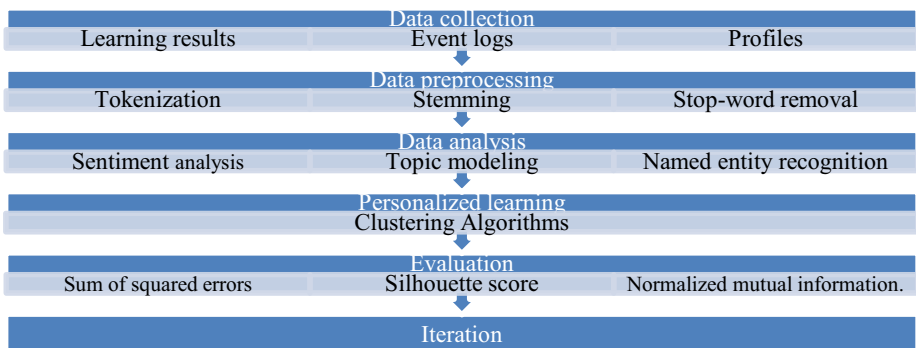 Data collection
Learning results Event logs Profiles
Data preprocessing
Tokenization Stemming Stop-word removal
Data analysis
Sentiment analysis Topic modeling Named entity recognition
Personalized learning
Clustering Algorithms
Evaluation
Sum of squared errors Silhouette score Normalized mutual information.
Iteration